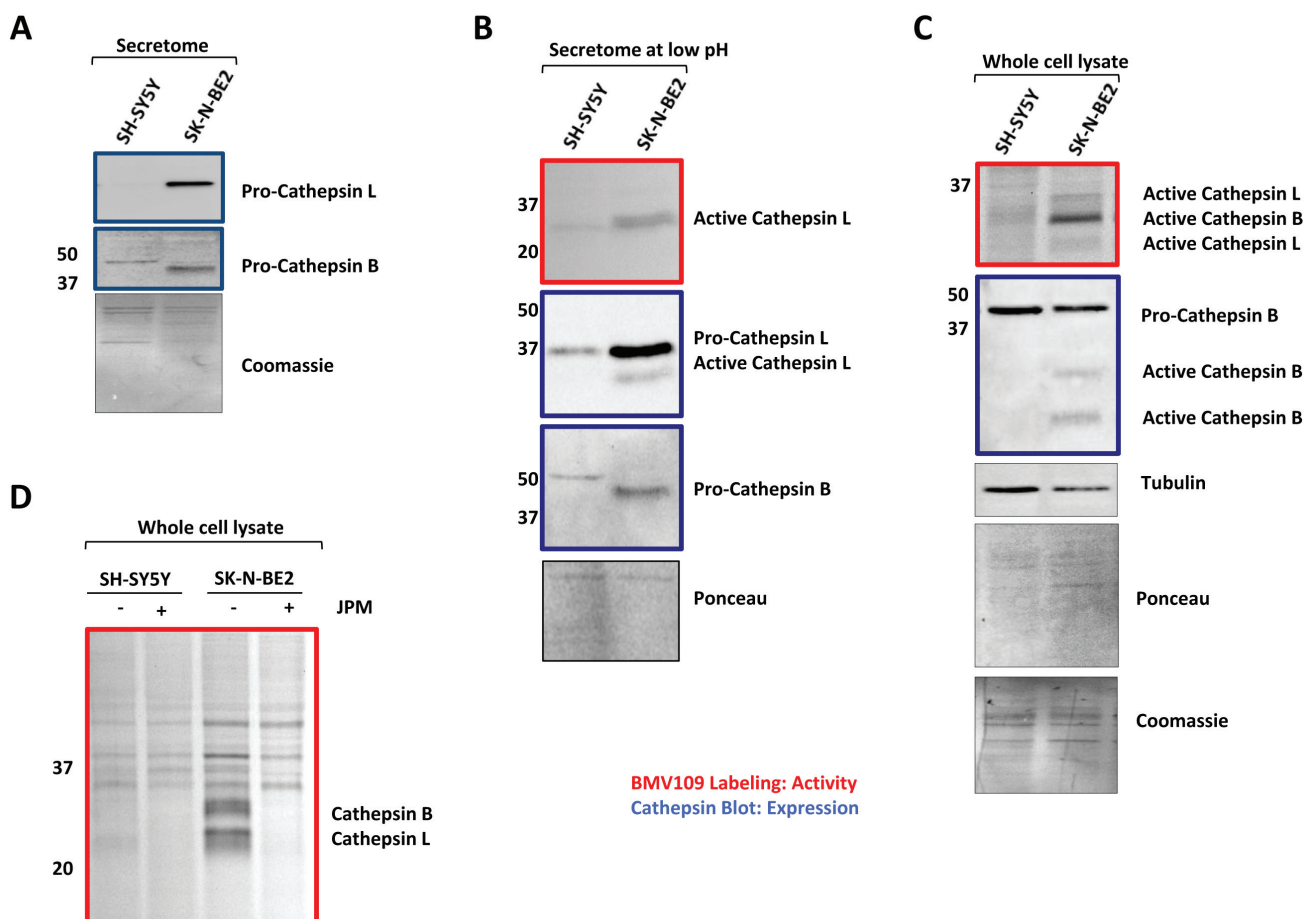 A
Secretome
SH-SY5Y
SK-N-BE2
Pro-Cathepsin L
50
37
Pro-Cathepsin B
Coomassie
B
Secretome at low pH
SH-SY5Y
SK-N-BE2
37
20
Active Cathepsin L
50
37
Pro-Cathepsin L
Active Cathepsin L
50
37
Pro-Cathepsin B
Ponceau
C
Whole cell lysate
SH-SY5Y
SK-N-BE2
37
Active Cathepsin L
Active Cathepsin B
Active Cathepsin L
50
37
Pro-Cathepsin B
Active Cathepsin B
Active Cathepsin B
Tubulin
Ponceau
Coomassie
D
Whole cell lysate
SH-SY5Y SK-N-BE2
- + - + JPM
37
20
Cathepsin B
Cathepsin L
BMV109 Labeling: Activity
Cathepsin Blot: Expression